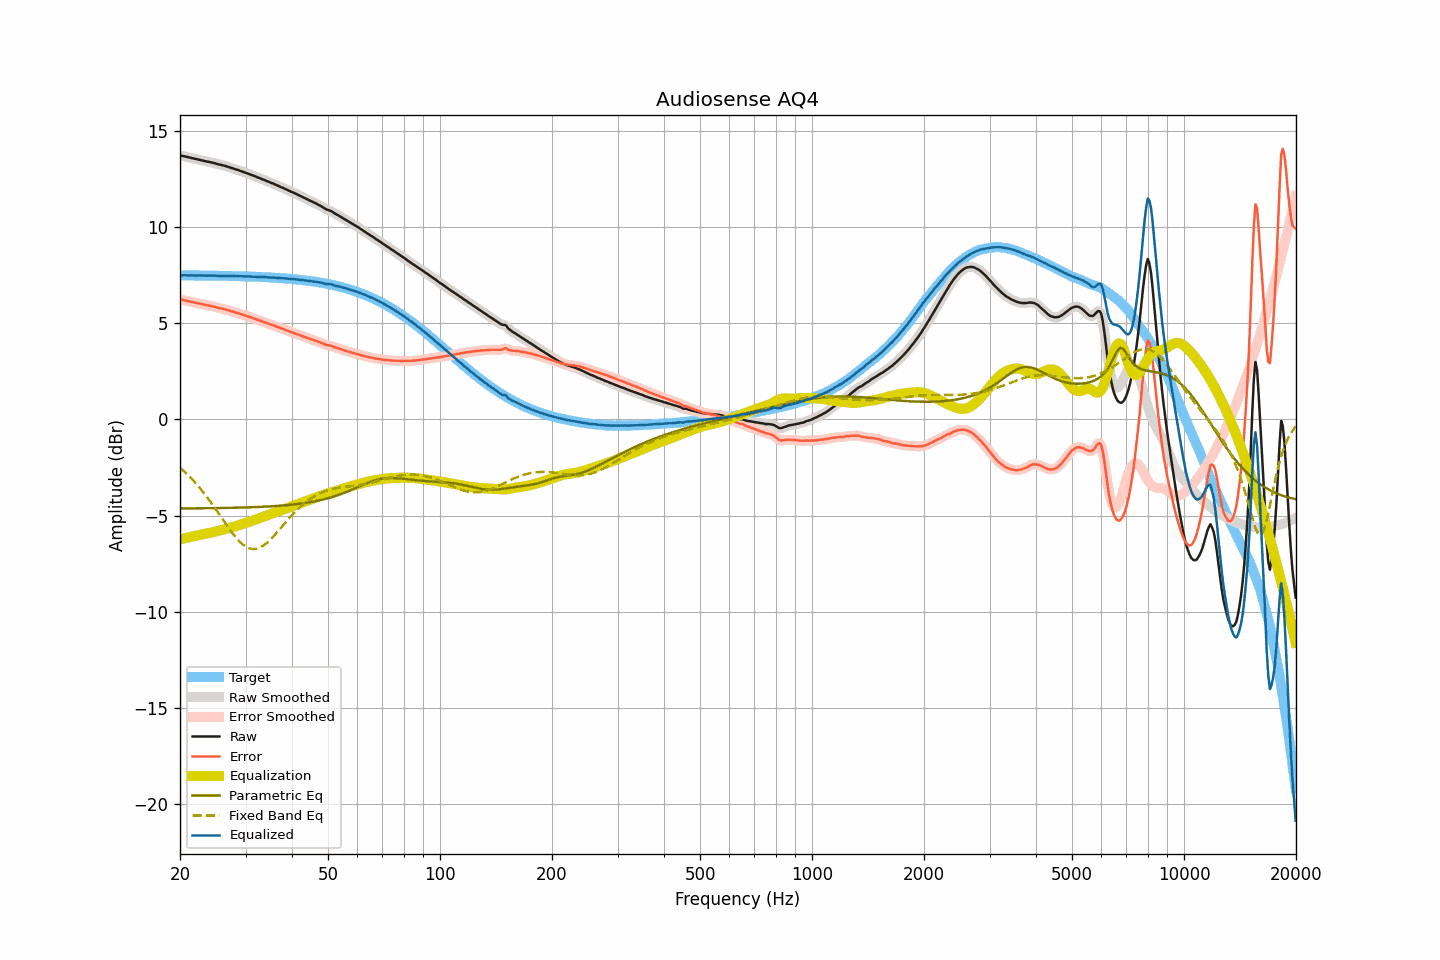 Audiosense AQ4
15
10
5
0
−5
−10
−15
−20
Amplitude (dBr)
Target
Raw Smoothed
Error Smoothed
Raw
Error
Equalization
Parametric Eq
Fixed Band Eq
Equalized
20 50 100 200 500 1000 2000 5000 10000 20000
Frequency (Hz)